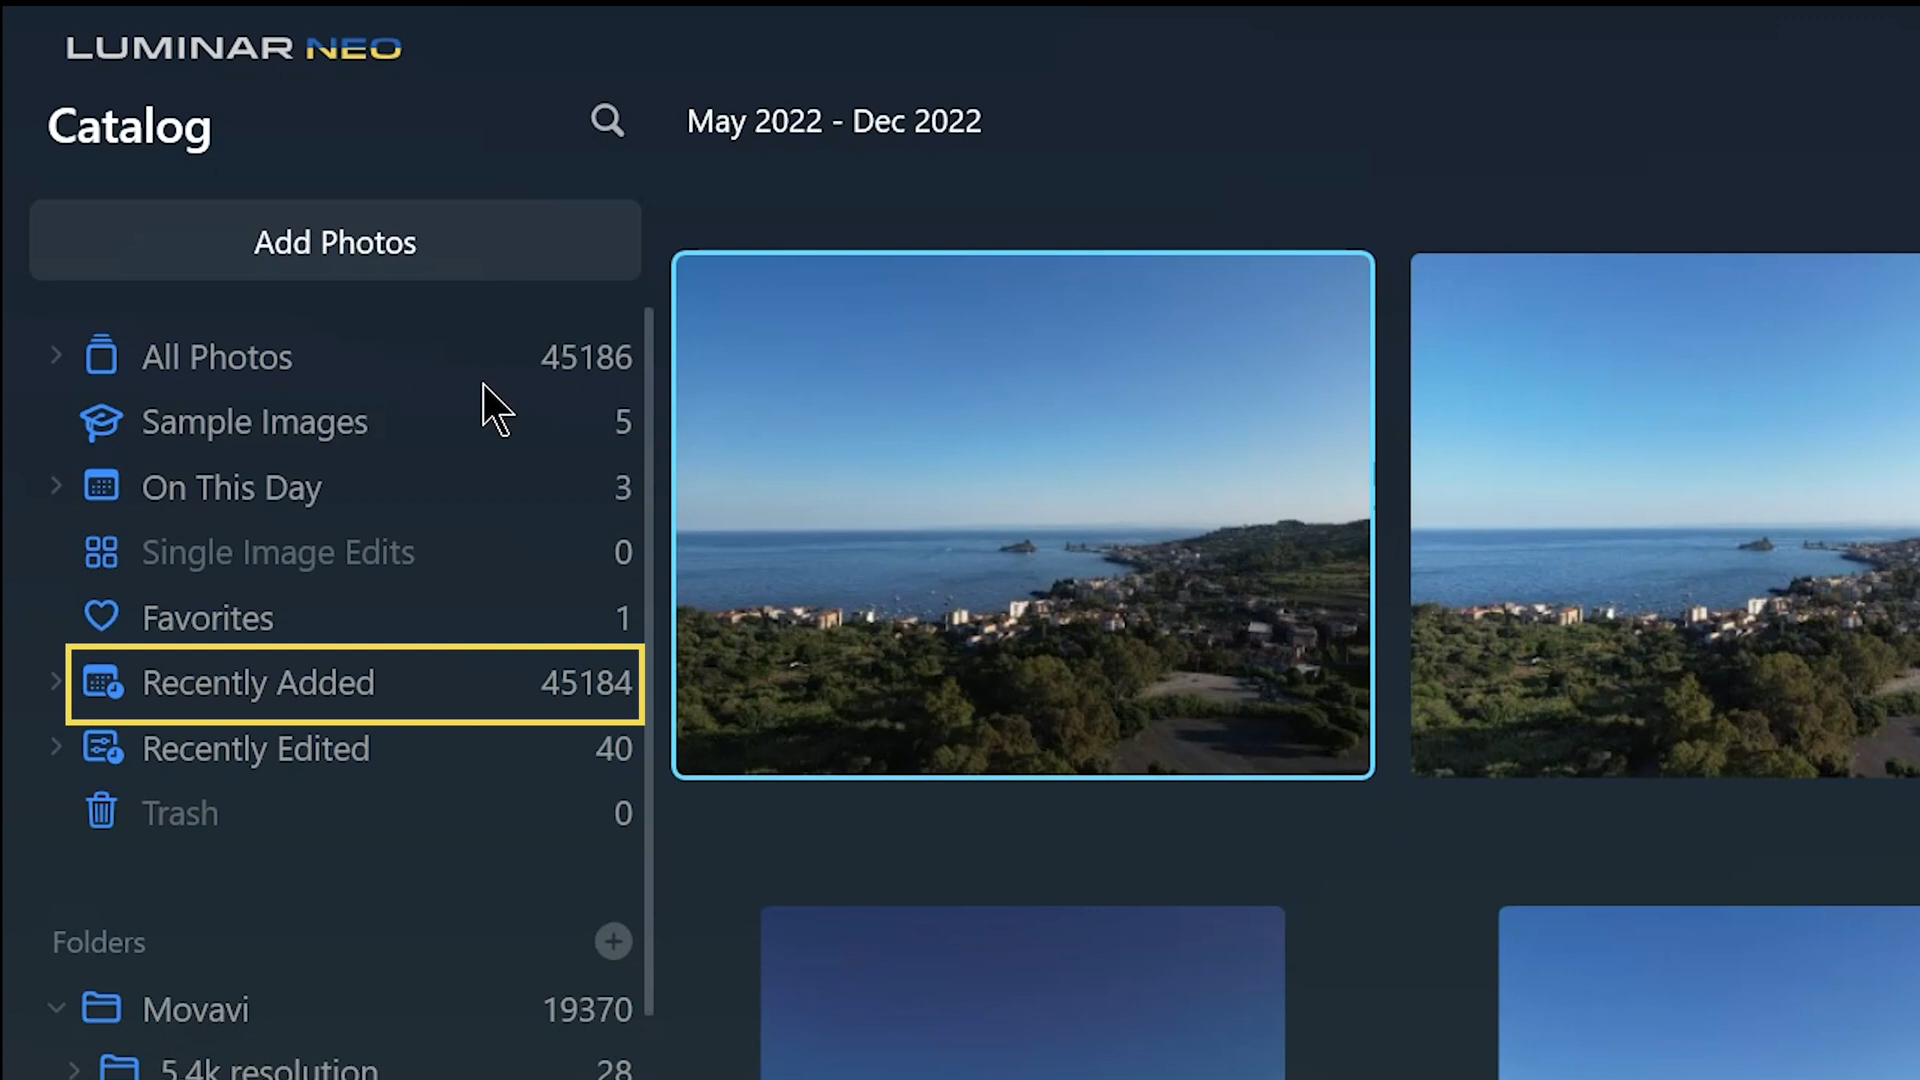 LUMINAR NEO
Catalog
May 2022 - Dec 2022
Add Photos
All Photos 45186
Sample Images 5
On This Day 3
Single Image Edits 0
Favorites 1
Recently Added 45184
Recently Edited 40
Trash 0
Folders
Movavi 19370
5.4k resolution 28